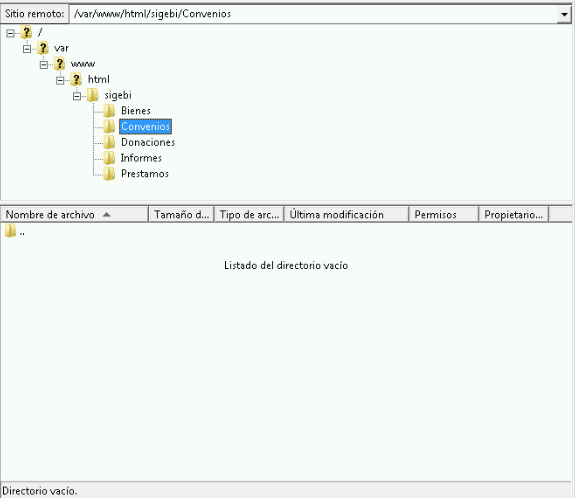 Sitio remoto: /var/www/html/sigebi/Convenios
/
var
www
html
sigebi
Bienes
Convenios
Donaciones
Informes
Prestamos
Nombre de archivo Tamaño d... Tipo de arc... Última modificación Permisos Propietario...
..
Listado del directorio vacío
Directorio vacío.